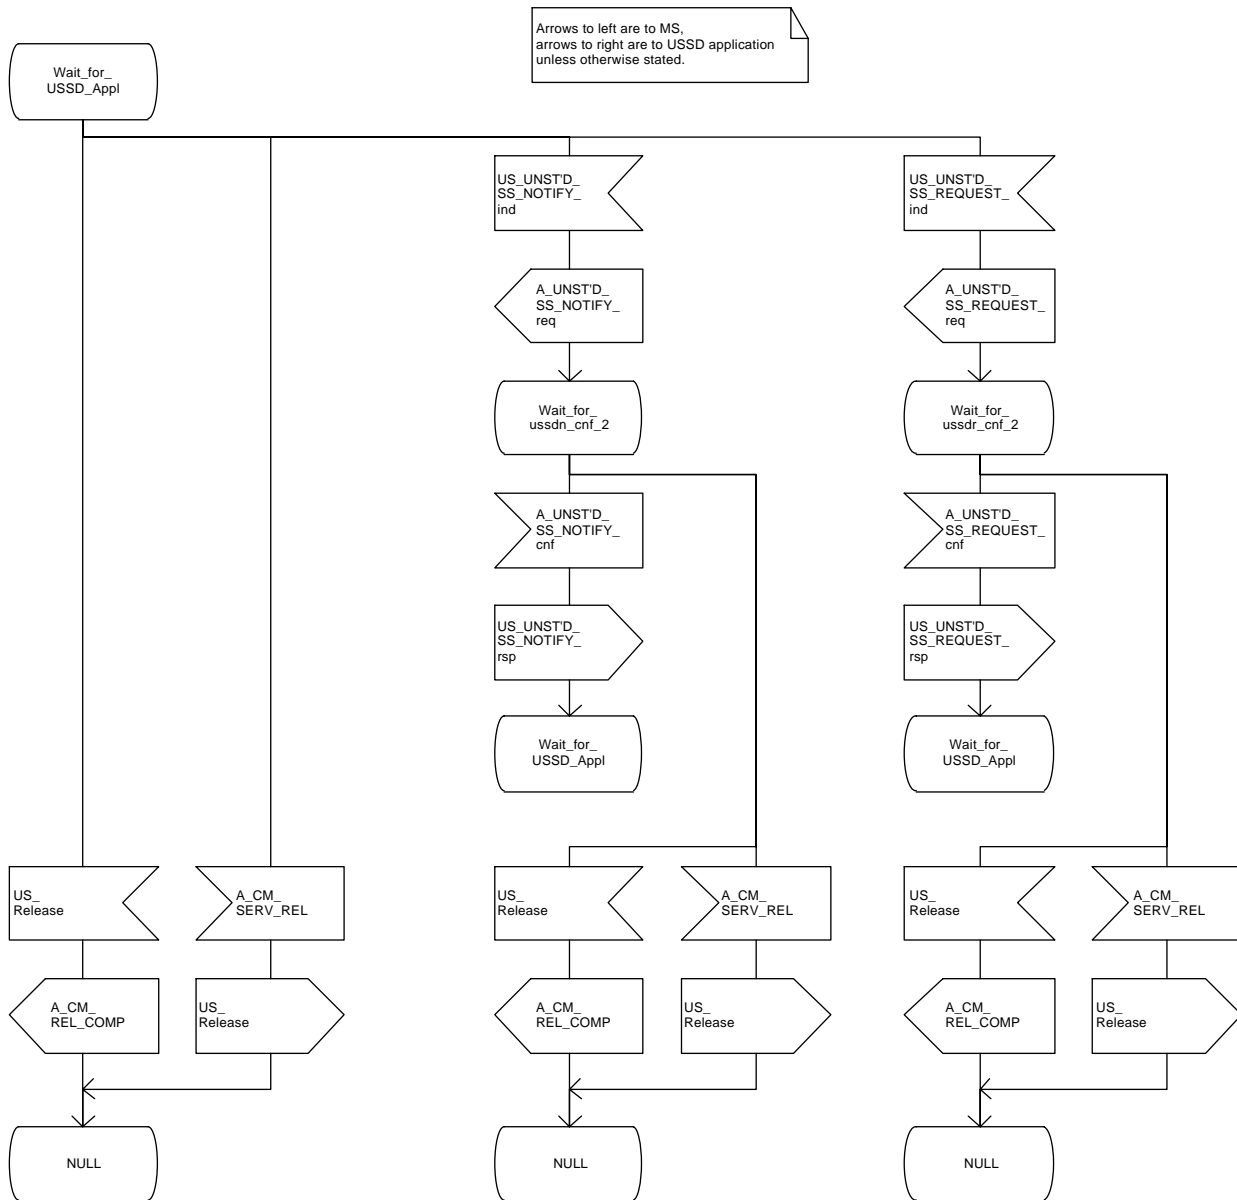 Arrows to left are to MS,
arrows to right are to USSD application
unless otherwise stated.
Wait_for_
USSD_Appl
US_UNST'D_
SS_NOTIFY_
ind
US_UNST'D_
SS_REQUEST_
ind
A_UNST'D_
SS_NOTIFY_
req
A_UNST'D_
SS_REQUEST_
req
Wait_for_
ussdn_cnf_2
Wait_for_
ussdr_cnf_2
A_UNST'D_
SS_NOTIFY_
cnf
A_UNST'D_
SS_REQUEST_
cnf
US_UNST'D_
SS_NOTIFY_
rsp
US_UNST'D_
SS_REQUEST_
rsp
Wait_for_
USSD_Appl
Wait_for_
USSD_Appl
US_
Release
A_CM_
SERV_REL
US_
Release
A_CM_
SERV_REL
US_
Release
A_CM_
SERV_REL
A_CM_
REL_COMP
US_
Release
A_CM_
REL_COMP
US_
Release
A_CM_
REL_COMP
US_
Release
NULL
NULL
NULL